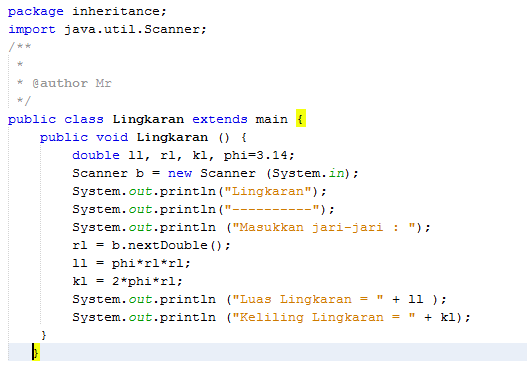 package inheritance;
import java.util.Scanner;
/**
 *
 * @author Mr
 */
public class Lingkaran extends main {
    public void Lingkaran () {
        double ll, rl, kl, phi=3.14;
        Scanner b = new Scanner (System.in);
        System.out.println("Lingkaran");
        System.out.println("----------");
        System.out.println ("Masukkan jari-jari : ");
        rl = b.nextDouble();
        ll = phi*rl*rl;
        kl = 2*phi*rl;
        System.out.println ("Luas Lingkaran = " + ll );
        System.out.println ("Keliling Lingkaran = " + kl);
    }
   }